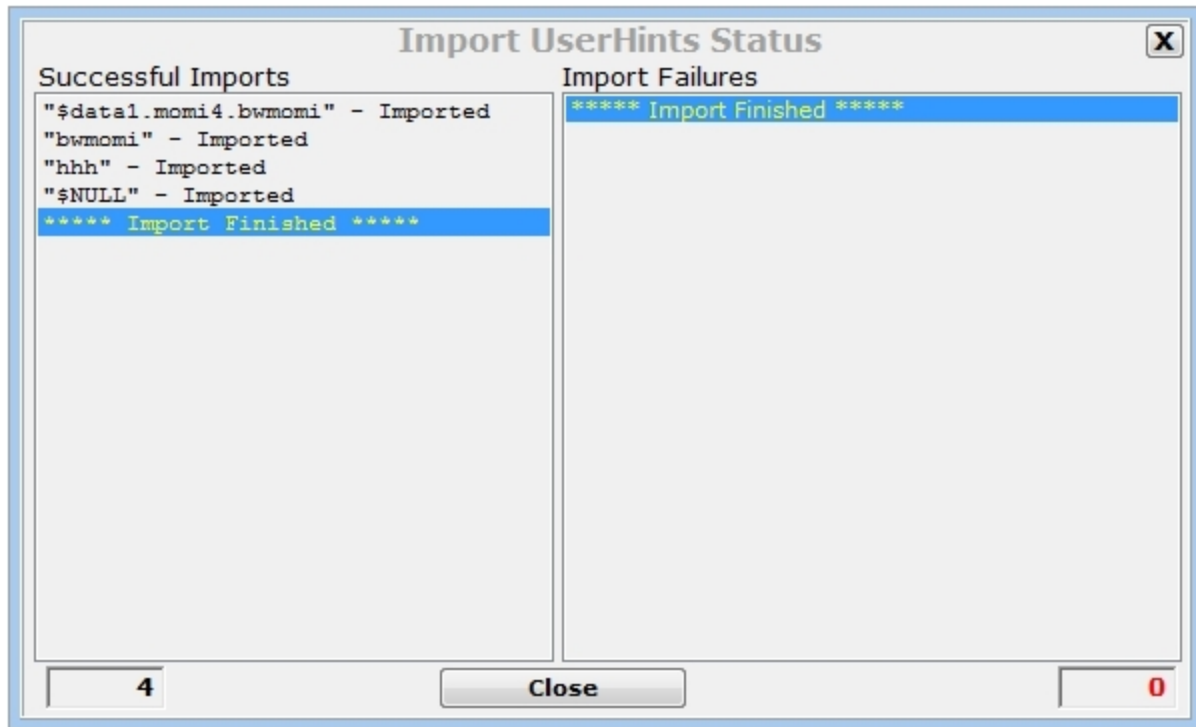 Import UserHints Status
X
Successful Imports
Import Failures
"$data1.momi4.bwmomi" - Imported
"bwmomi" - Imported
"hhh" - Imported
"$NULL" - Imported
***** Import Finished *****
***** Import Finished *****
4
Close
0